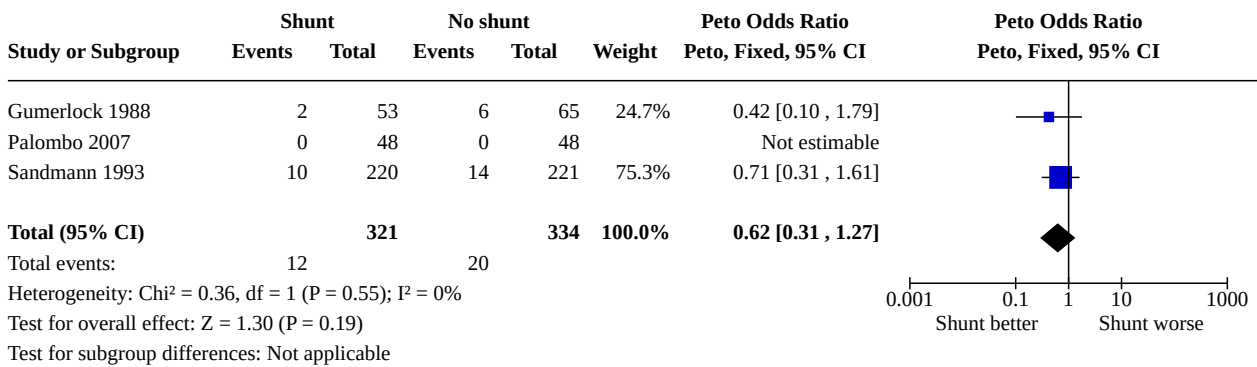 Shunt No shunt Peto Odds Ratio Peto Odds Ratio
Study or Subgroup Events Total Events Total Weight Peto, Fixed, 95% CI Peto, Fixed, 95% CI
Gumerlock 1988 2 53 6 65 24.7% 0.42 [0.10 , 1.79]
Palombo 2007 0 48 0 48 Not estimable
Sandmann 1993 10 220 14 221 75.3% 0.71 [0.31 , 1.61]
Total (95% CI) 321 334 100.0% 0.62 [0.31 , 1.27]
Total events: 12 20
Heterogeneity: Chi² = 0.36, df = 1 (P = 0.55); I² = 0%
0.001 0.1 1 10 1000
Test for overall effect: Z = 1.30 (P = 0.19)
Shunt better Shunt worse
Test for subgroup differences: Not applicable